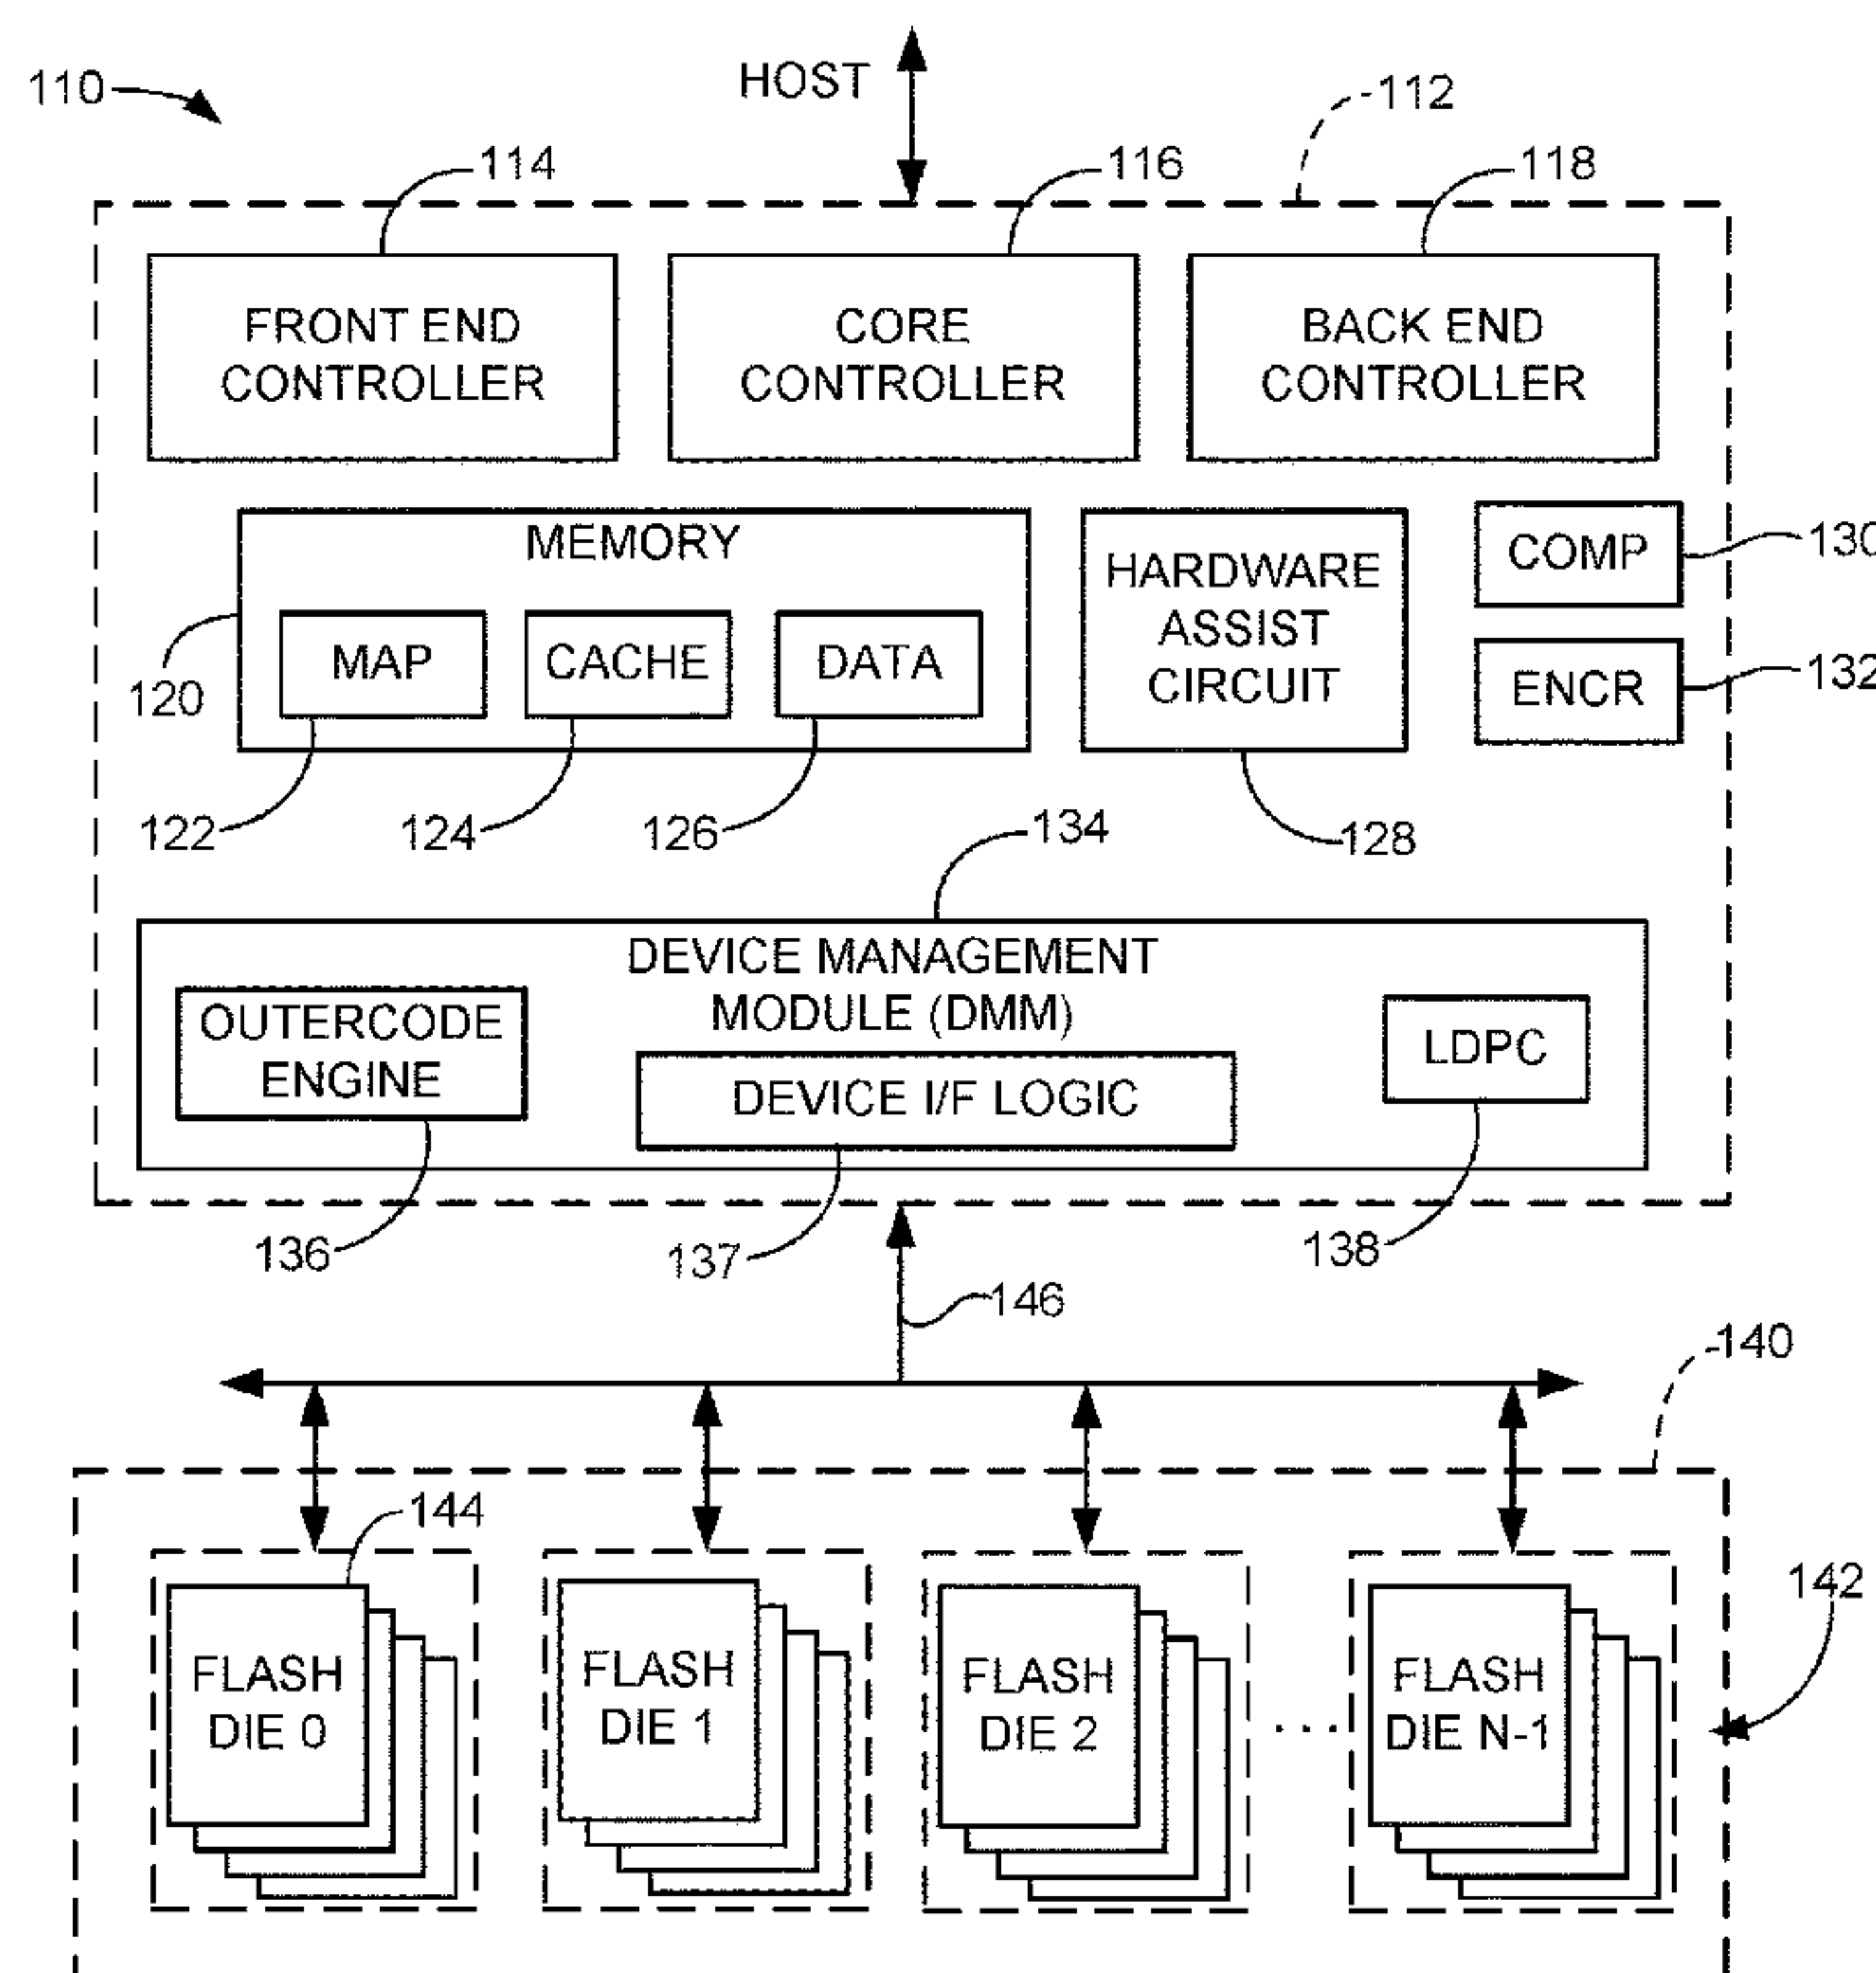 HOST
110
112
114
116
118
FRONT END
CONTROLLER
CORE
CONTROLLER
BACK END
CONTROLLER
MEMORY
MAP
CACHE
DATA
HARDWARE
ASSIST
CIRCUIT
COMP
130
ENCR
132
120
122
124
126
134
128
DEVICE MANAGEMENT
MODULE (DMM)
OUTERCODE
ENGINE
DEVICE I/F LOGIC
LDPC
136
137
138
146
140
144
142
FLASH
DIE 0
FLASH
DIE 1
FLASH
DIE 2
...
FLASH
DIE N-1